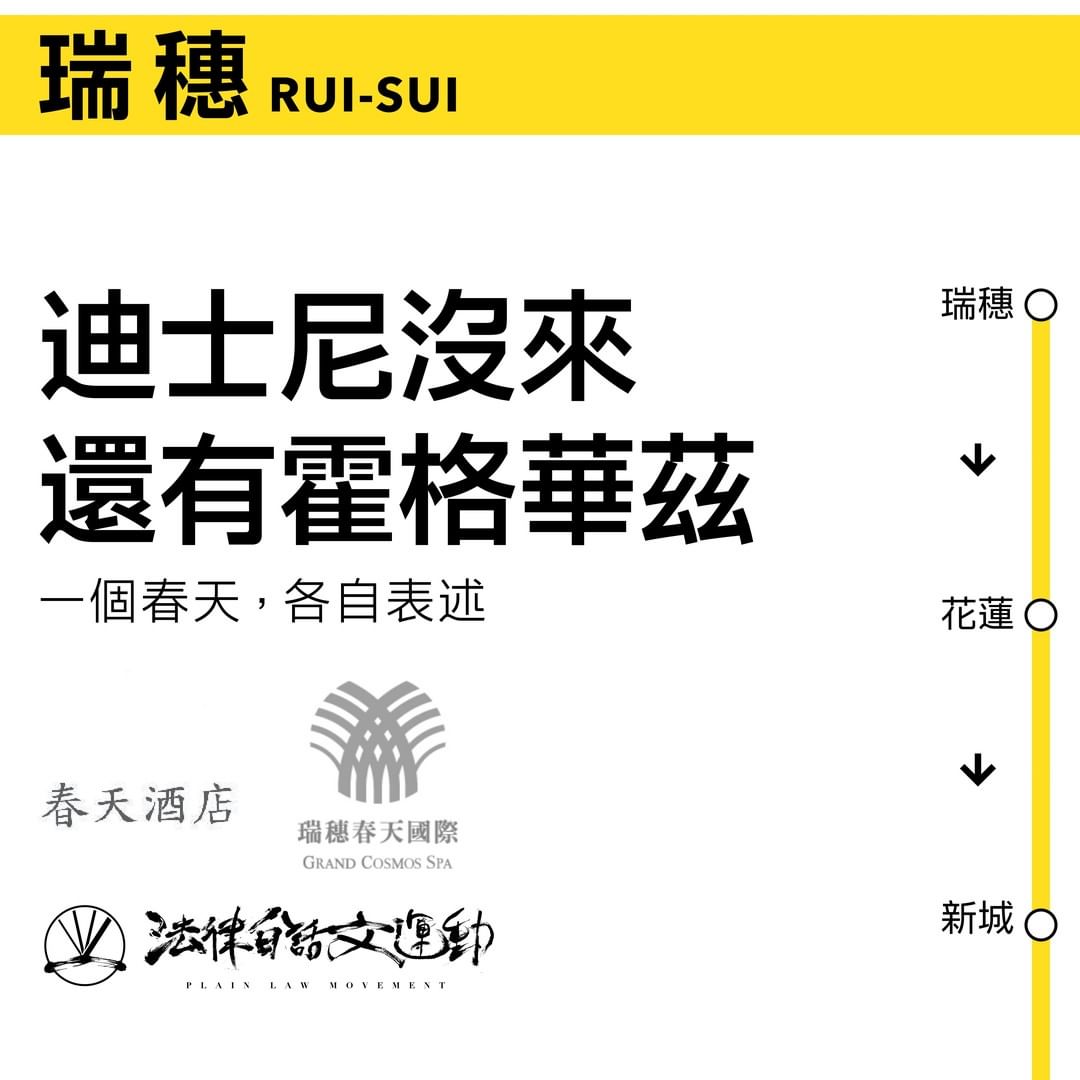 瑞穗 RUI-SUI
迪士尼沒來
還有霍格華茲
一個春天，各自表述
春天酒店
瑞穗春天國際
GRAND COSMOS SPA
法律白話文運動
PLAIN LAW MOVEMENT
瑞穗
↓
花蓮
↓
新城